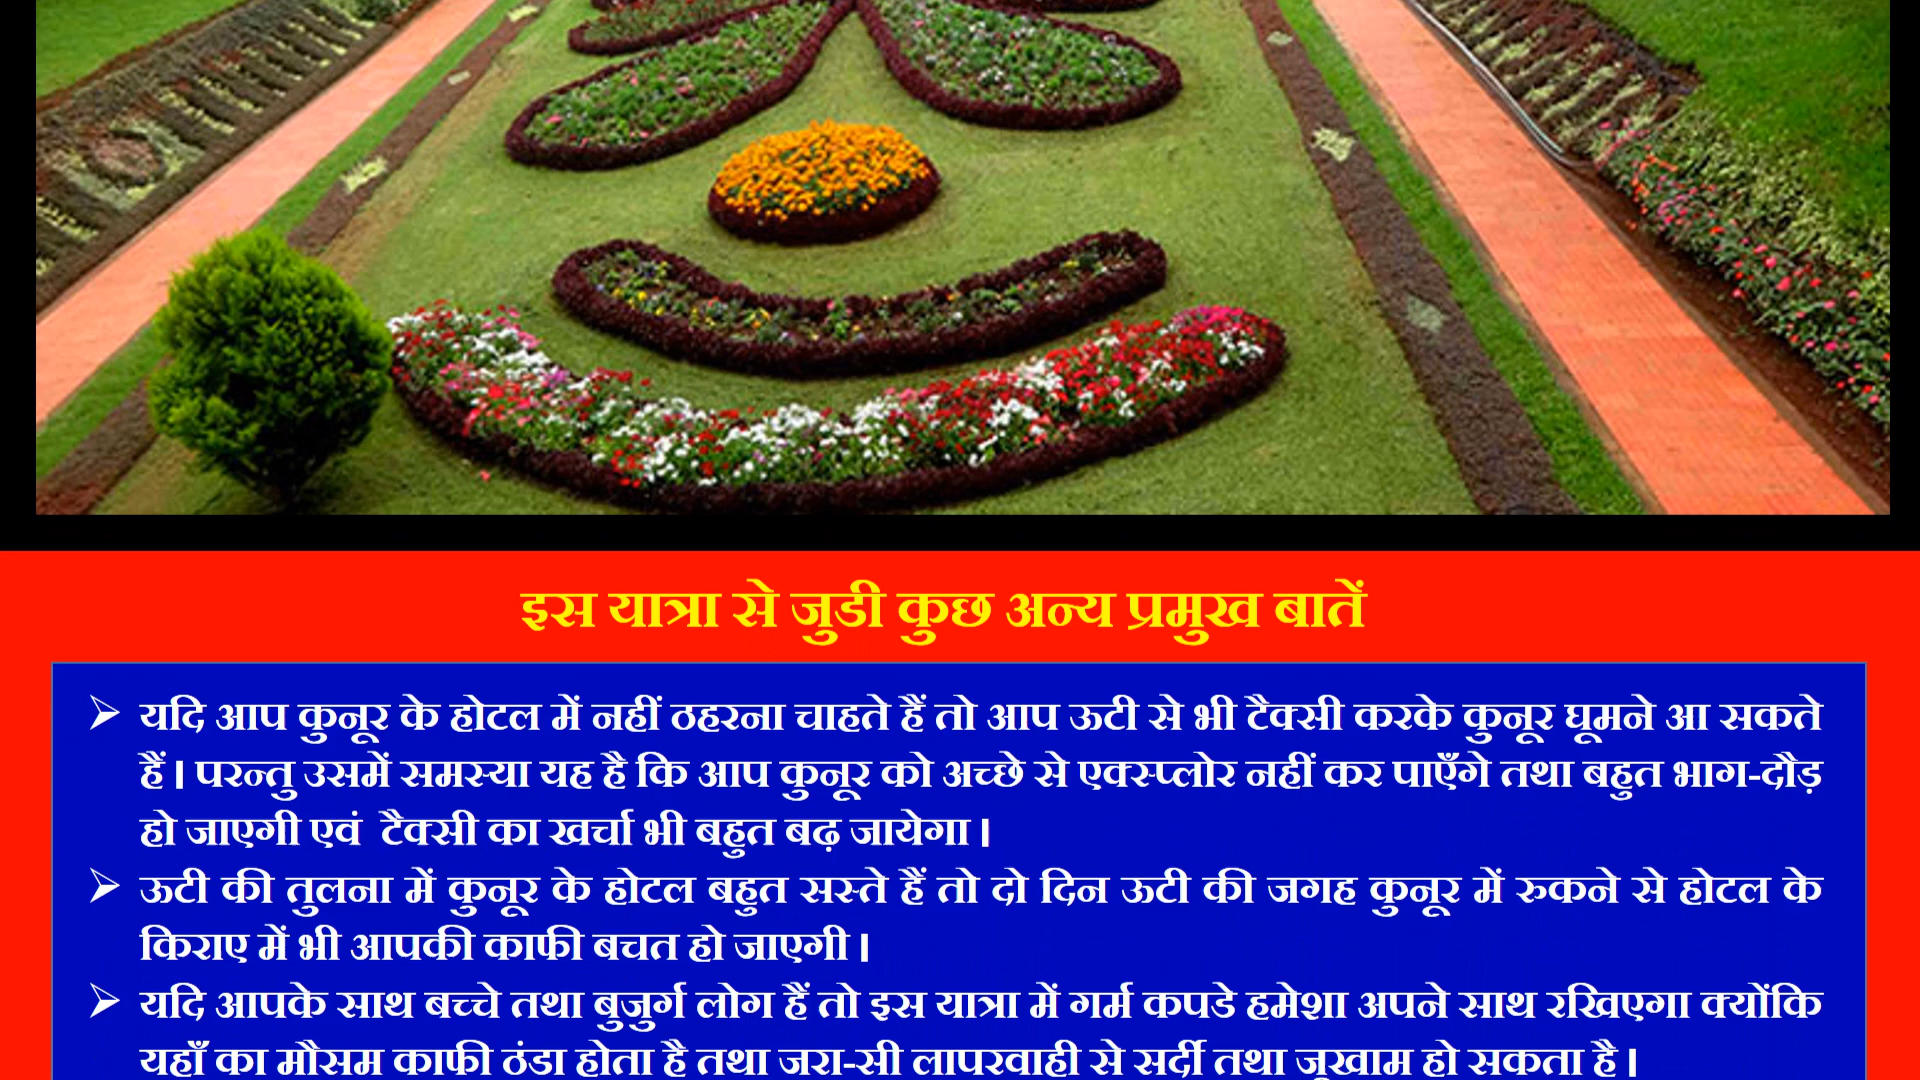 इस यात्रा से जुडी कुछ अन्य प्रमुख बातें
➢ यदि आप कुनूर के होटल में नहीं ठहरना चाहते हैं तो आप ऊटी से भी टैक्सी करके कुनूर घूमने आ सकते
हैं। परन्तु उसमें समस्या यह है कि आप कुनूर को अच्छे से एक्स्प्लोर नहीं कर पाएँगे तथा बहुत भाग-दौड़
हो जाएगी एवं टैक्सी का खर्चा भी बहुत बढ़ जायेगा।
➢ ऊटी की तुलना में कुनूर के होटल बहुत सस्ते हैं तो दो दिन ऊटी की जगह कुनूर में रुकने से होटल के
किराए में भी आपकी काफी बचत हो जाएगी।
➢ यदि आपके साथ बच्चे तथा बुजुर्ग लोग हैं तो इस यात्रा में गर्म कपडे हमेशा अपने साथ रखिएगा क्योंकि
यहाँ का मौसम काफी ठंडा होता है तथा जरा-सी लापरवाही से सर्दी तथा जुखाम हो सकता है।